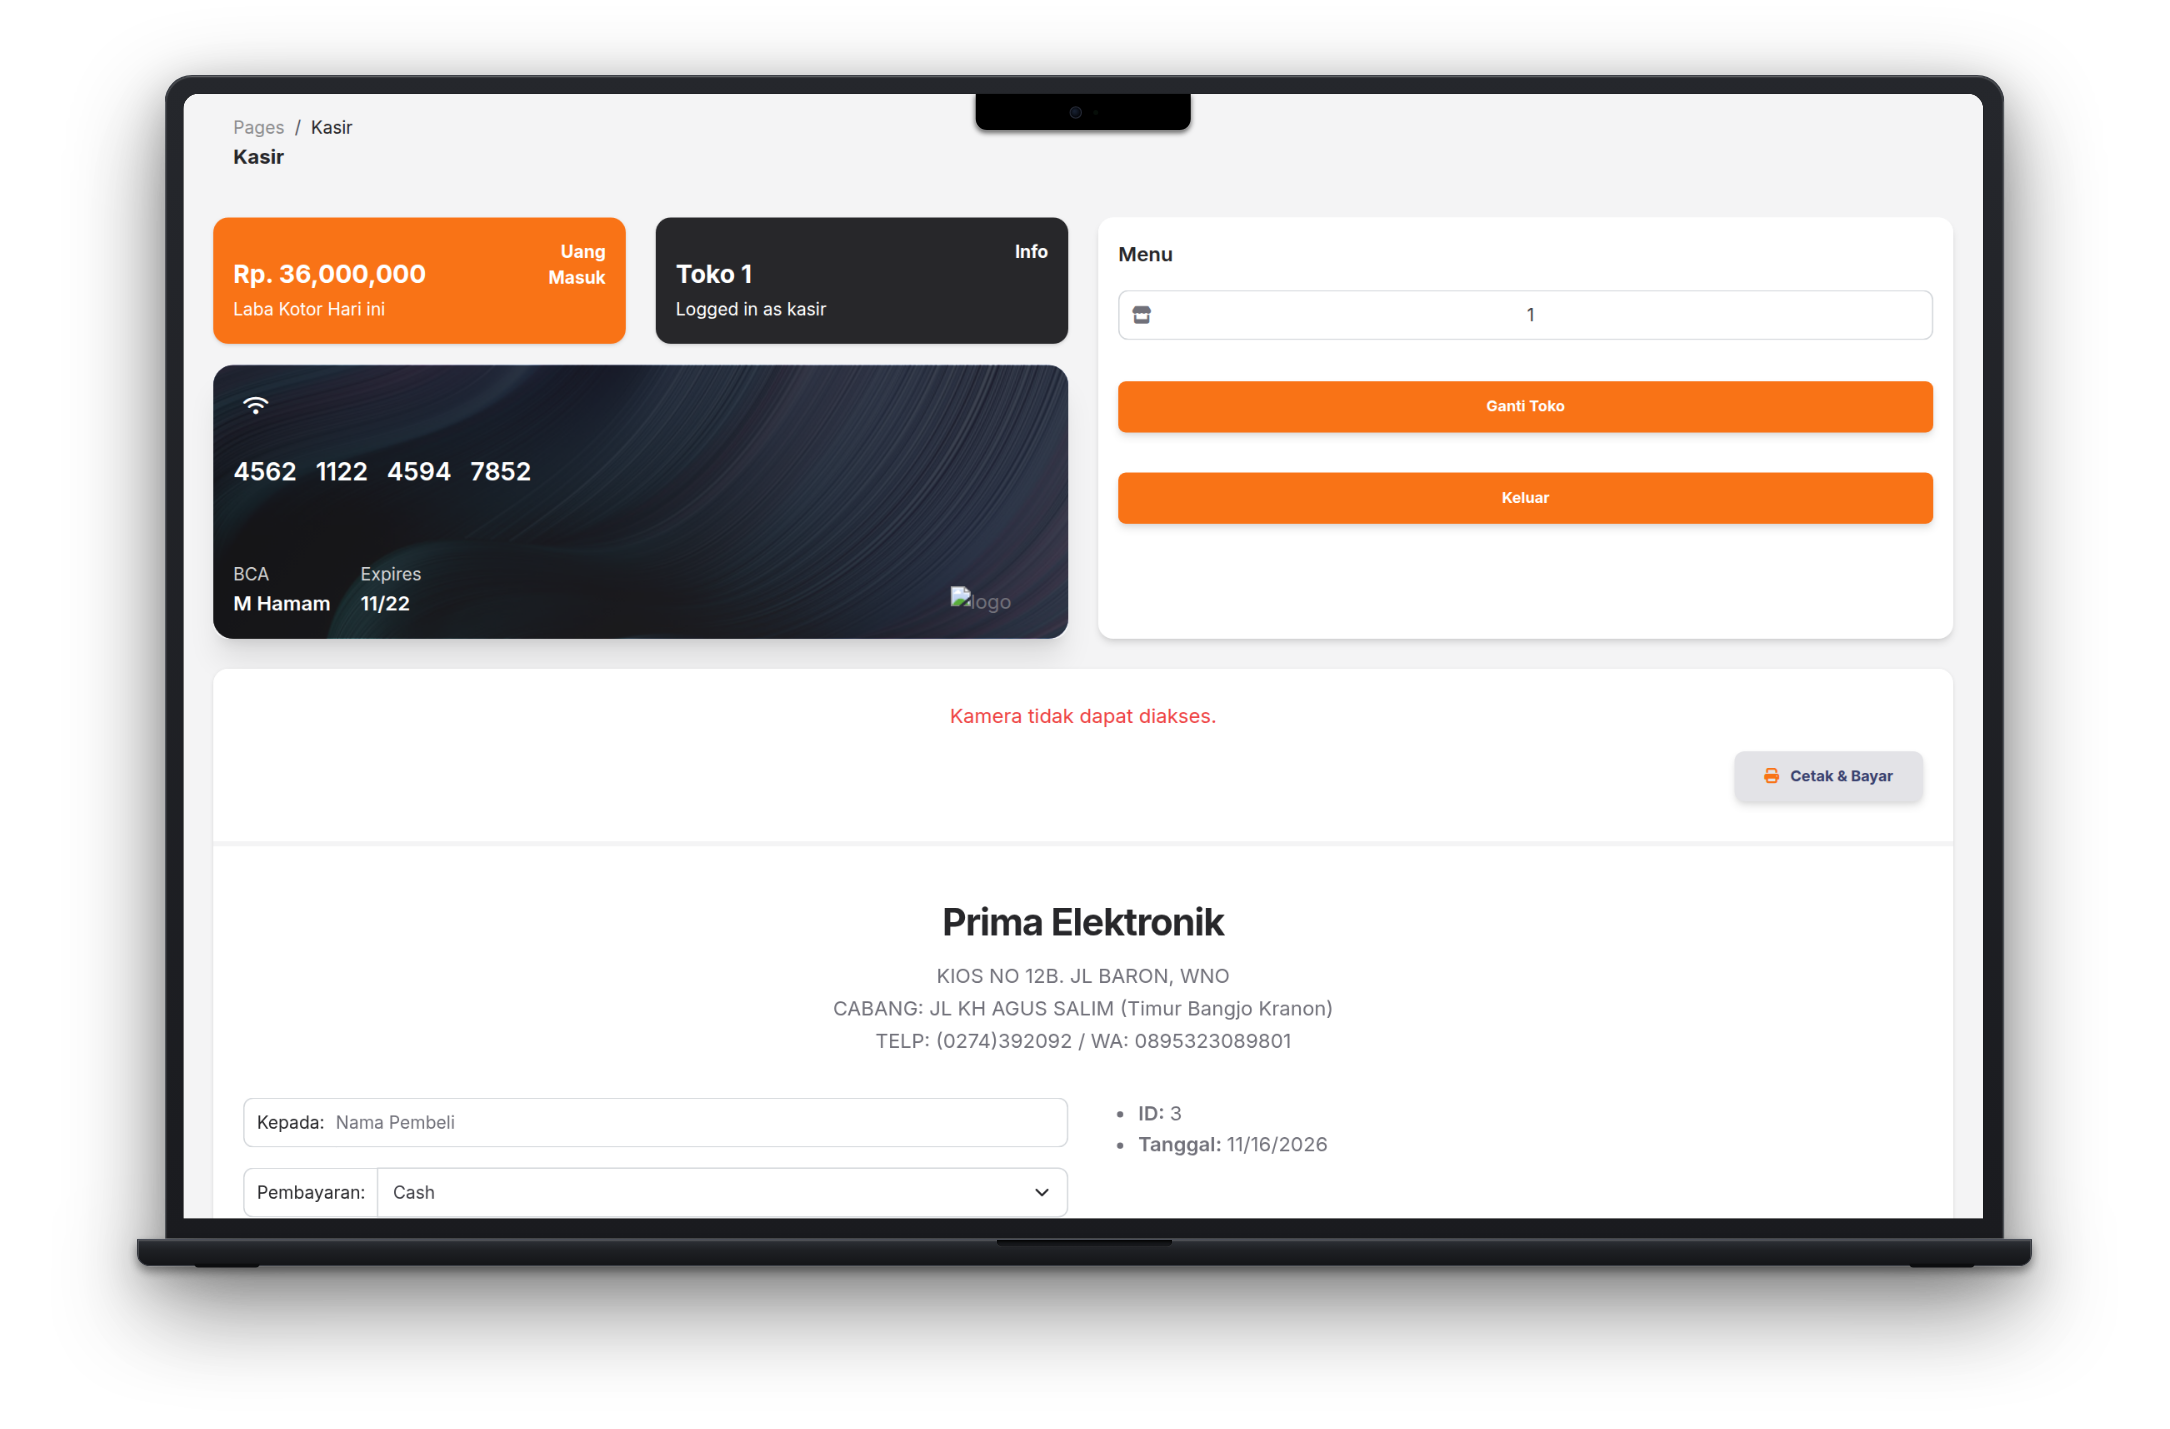 Pages / Kasir
Kasir
Uang
Masuk
Rp. 36,000,000
Laba Kotor Hari ini
Info
Toko 1
Logged in as kasir
Menu
1
Ganti Toko
Keluar
4562 1122 4594 7852
BCA Expires
M Hamam 11/22
logo
Kamera tidak dapat diakses.
Cetak & Bayar
Prima Elektronik
KIOS NO 12B. JL BARON, WNO
CABANG: JL KH AGUS SALIM (Timur Bangjo Kranon)
TELP: (0274)392092 / WA: 0895323089801
Kepada: Nama Pembeli
Pembayaran: Cash
• ID: 3
• Tanggal: 11/16/2026